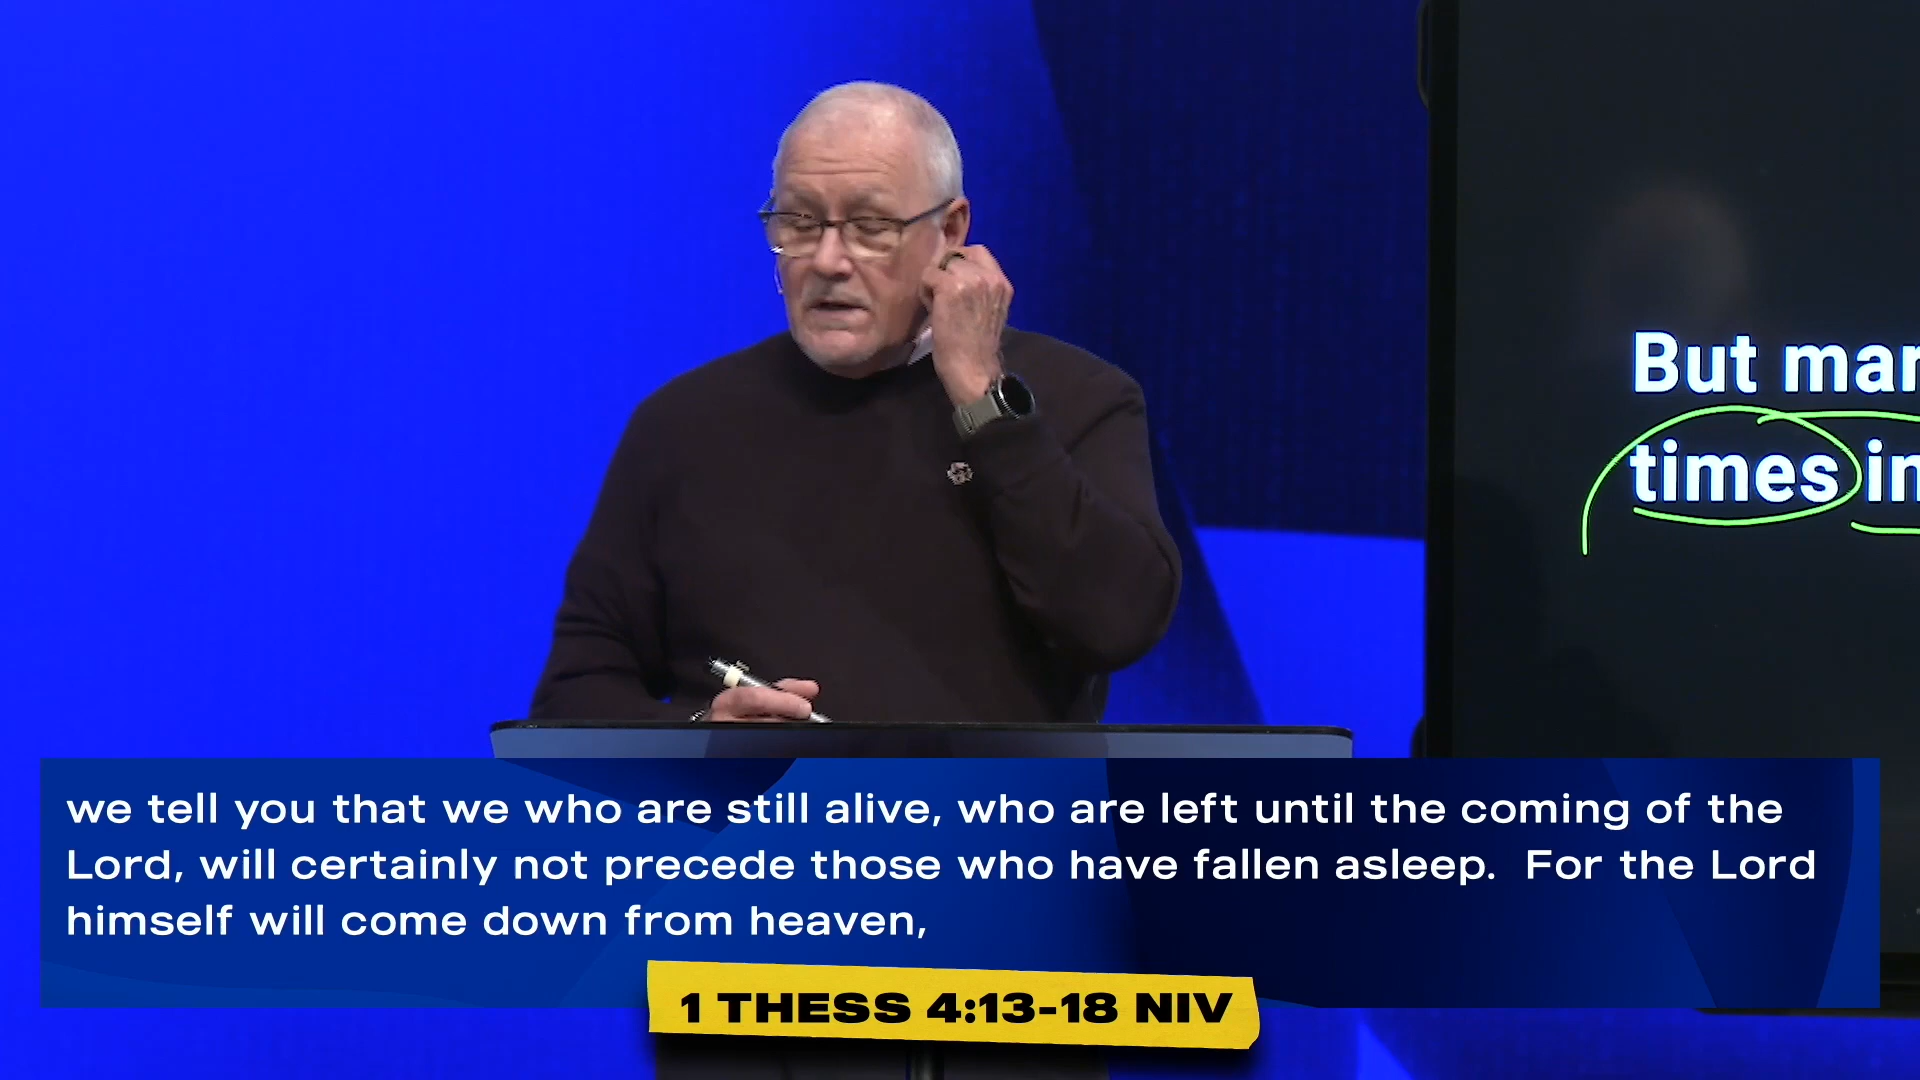 But
times
we tell you that we who are still alive, who are left until the coming of the
Lord, will certainly not precede those who have fallen asleep.  For the Lord
himself will come down from heaven,
1 THESS 4:13-18 NIV